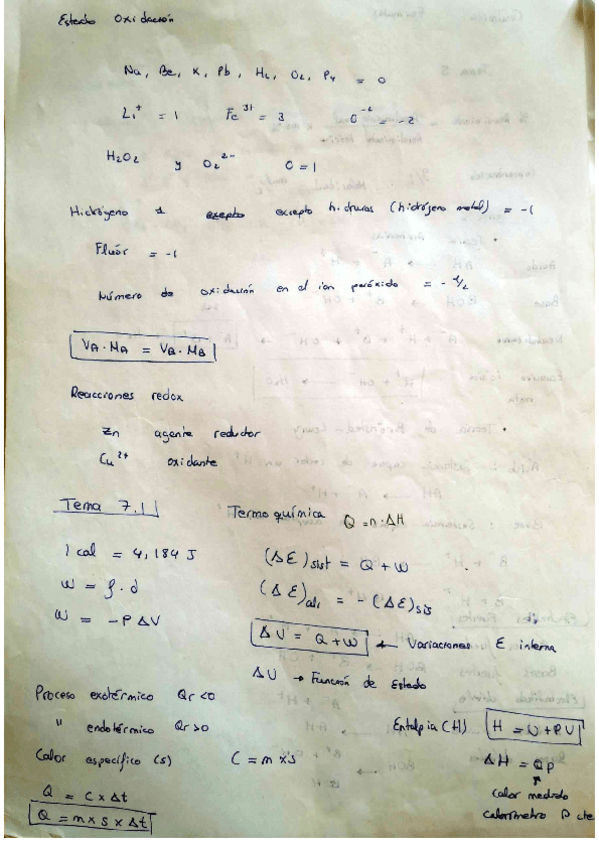 Estado Oxidación
Na, Be, K, Pb, H₂, O₂, P₄ = 0
Li⁺ = 1 Fe³⁺ = 3 O⁻² = -2
H₂O₂ y O₂²⁻ O = 1
Hidrógeno 1 excepto hidruros (hidrógeno metal) = -1
Fluór = -1
Número de oxidación en el ion peróxido = -1/2
VA · MA = VB · MB
Reacciones redox
Zn agente reductor
Cu²⁺ oxidante
Tema 7.1
Termoquímica Q = n · ΔH
1 cal = 4,184 J (ΔE)sist = Q + W
W = f · d (ΔE)alr = - (ΔE)sis
W = -P ΔV ΔU = Q + W ← Variaciones E interna
ΔU → Función de Estado
Proceso exotérmico Qr < 0
" endotérmico Qr > 0 Entalpia (H) H = U + PV
Calor específico (s) C = m x s ΔH = Qp
Q = C x Δt calor medido
Q = m x s x Δt calorímetro P cte